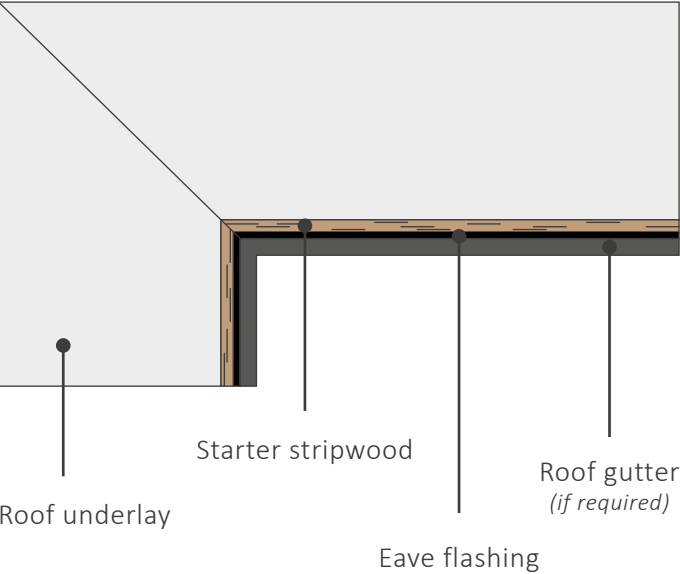 Starter stripwood
Roof gutter
(if required)
Roof underlay
Eave flashing